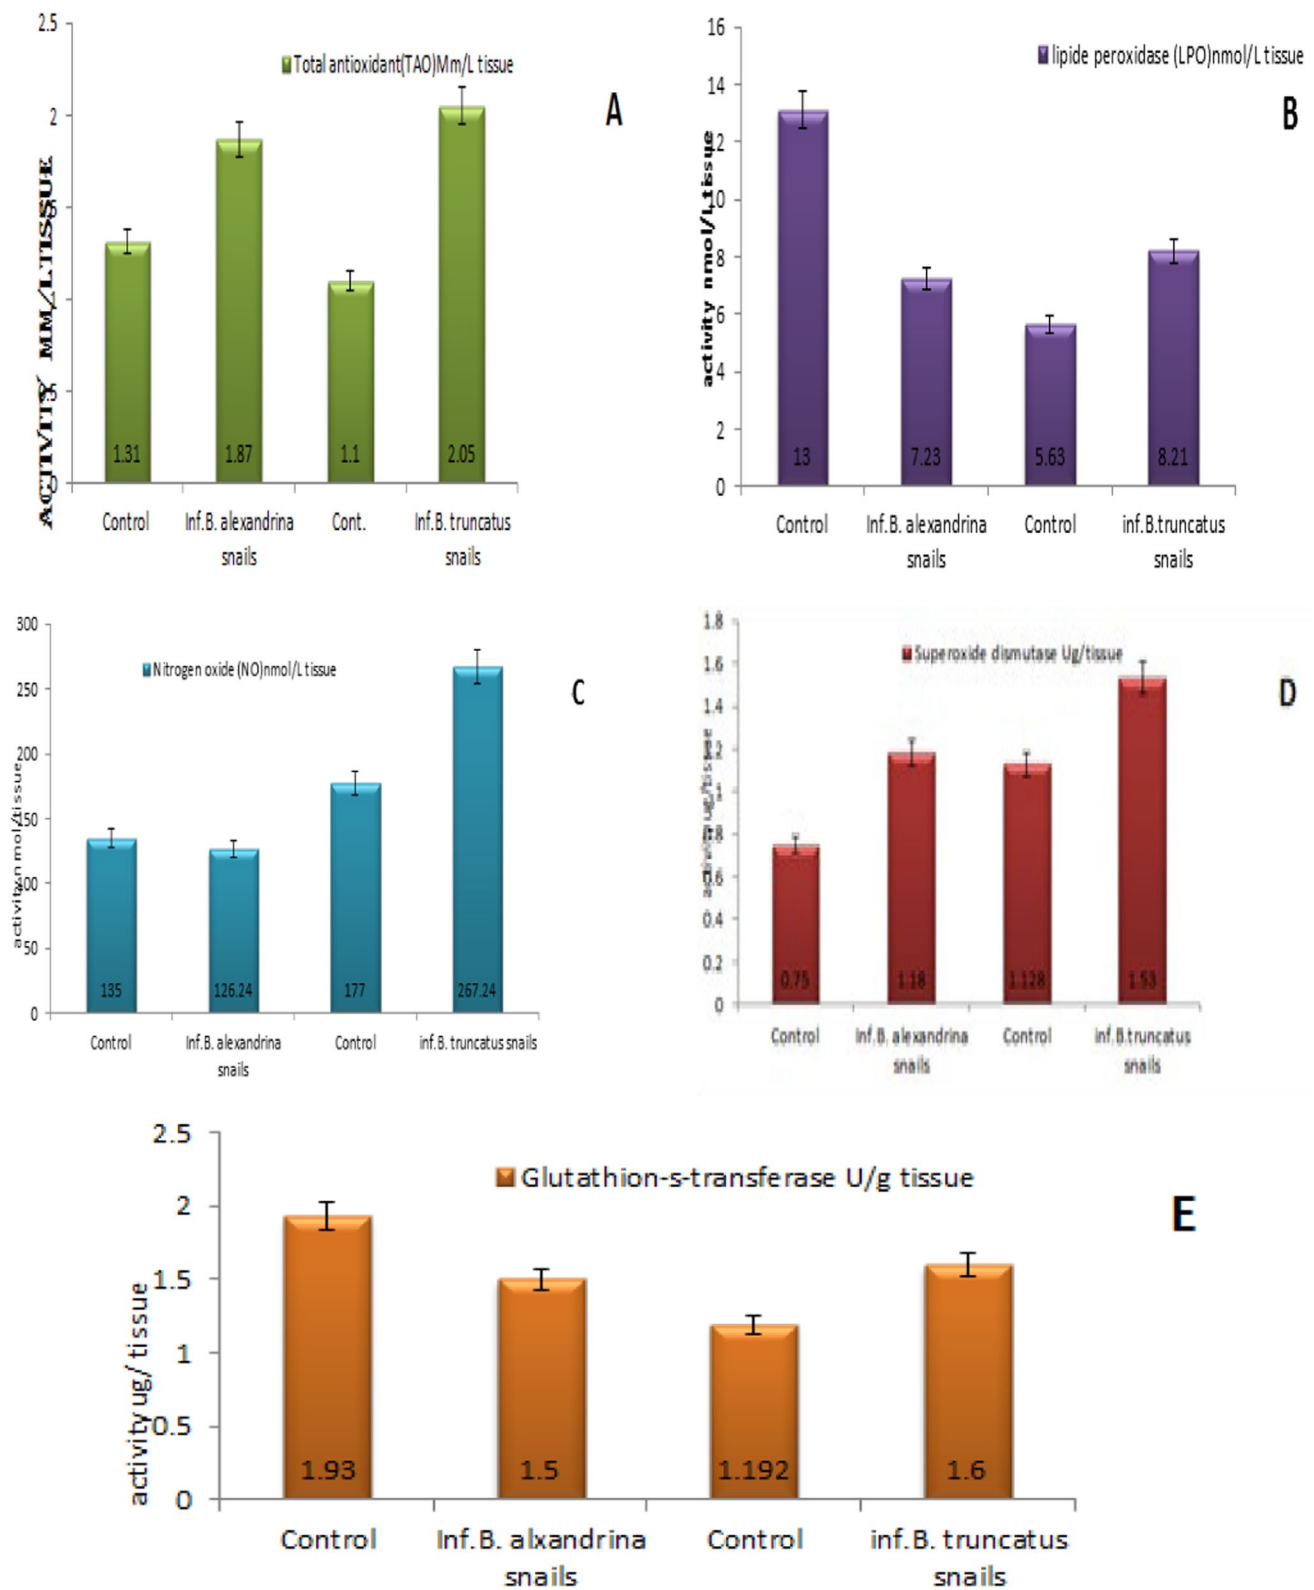 2.5
Total antioxidant(TAO)Mm/L tissue
A
2
ACTIVITY MM/LTISSUE
0
1.31
1.87
1.1
2.05
Control
Inf.B. alexandrina
snails
Cont.
Inf.B. truncatus
snails
16
lipide peroxidase (LPO)nmol/L tissue
B
14
12
10
8
6
4
2
0
activity nmol/Ltissue
13
7.23
5.63
8.21
Control
Inf.B. alexandrina
snails
Control
inf.B.truncatus
snails
300
Nitrogen oxide (NO)nmol/L tissue
C
250
200
150
100
50
0
activity nmol/tissue
135
126.24
177
267.24
Control
Inf.B. alexandrina
snails
Control
inf.B. truncatus snails
1.8
Superoxide dismutase Ug/tissue
D
1.6
1.4
1.2
1
0.8
0.6
0.4
0.2
0
activity ug/tissue
0.75
1.18
1.128
1.53
Control
Inf.B. alexandrina
snails
Control
inf.B.truncatus
snails
2.5
Glutathion-s-transferase U/g tissue
E
2
1.5
1
0.5
0
activity ug/ tissue
1.93
1.5
1.192
1.6
Control
Inf.B. alxandrina
snails
Control
inf.B. truncatus
snails